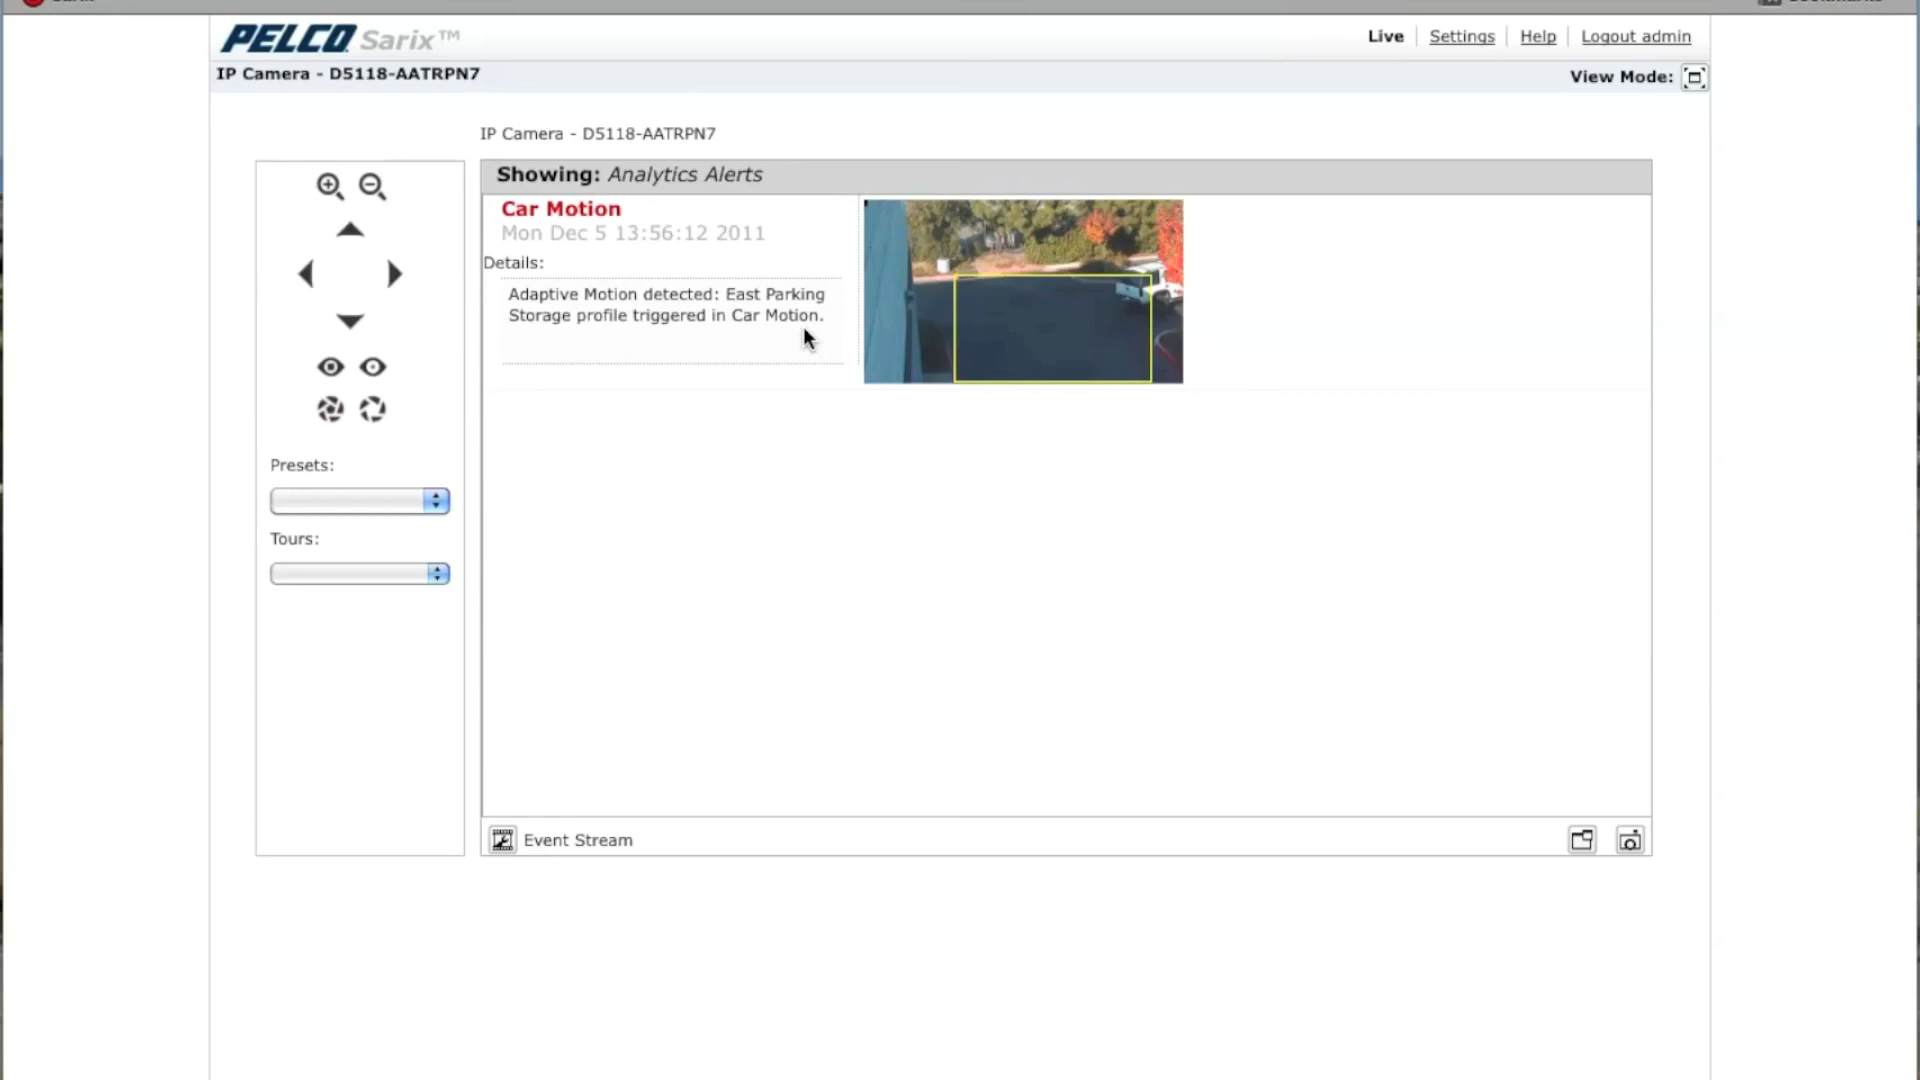 PELCO Sarix™
Live
Settings
Help
Logout admin
IP Camera - D5118-AATRPN7
View Mode:
IP Camera - D5118-AATRPN7
Showing: Analytics Alerts
Car Motion
Mon Dec 5 13:56:12 2011
Details:
Adaptive Motion detected: East Parking
Storage profile triggered in Car Motion.
Presets:
Tours:
Event Stream